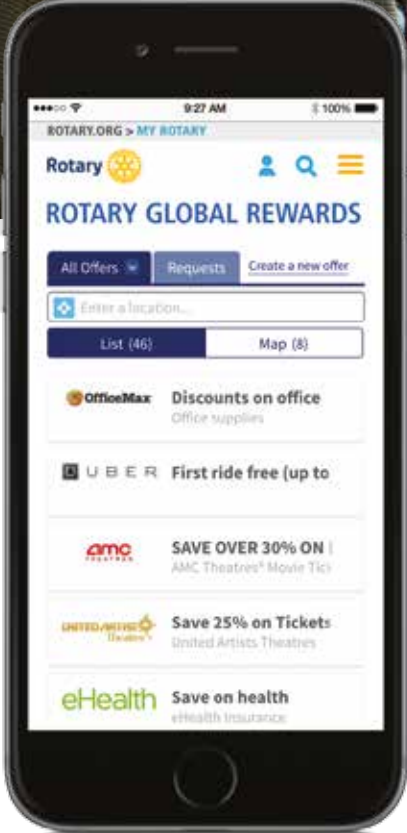 9:27 AM 100%
ROTARY.ORG > MY ROTARY
Rotary
ROTARY GLOBAL REWARDS
All Offers Requests Create a new offer
Enter a location...
List (46) Map (8)
OfficeMax Discounts on office
Office supplies
UBER First ride free (up to
amc SAVE OVER 30% ON
THEATRES AMC Theatres® Movie Tick
UNITED ARTISTS Save 25% on Tickets
Theatres United Artists Theatres
eHealth Save on health
eHealth Insurance